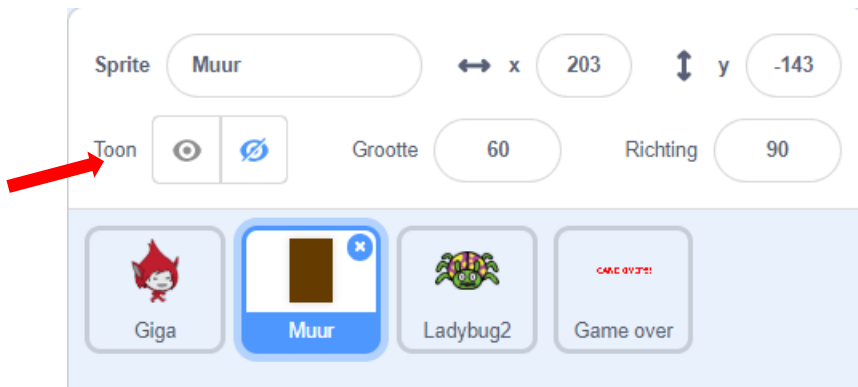 Sprite Muur x 203 y -143
Toon Grootte 60 Richting 90
GAME OVER!
Giga Muur Ladybug2 Game over